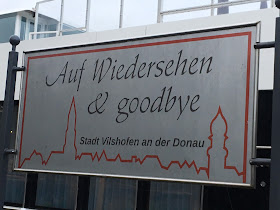 Auf Wiedersehen
& goodbye
Stadt Vilshofen an der Donau